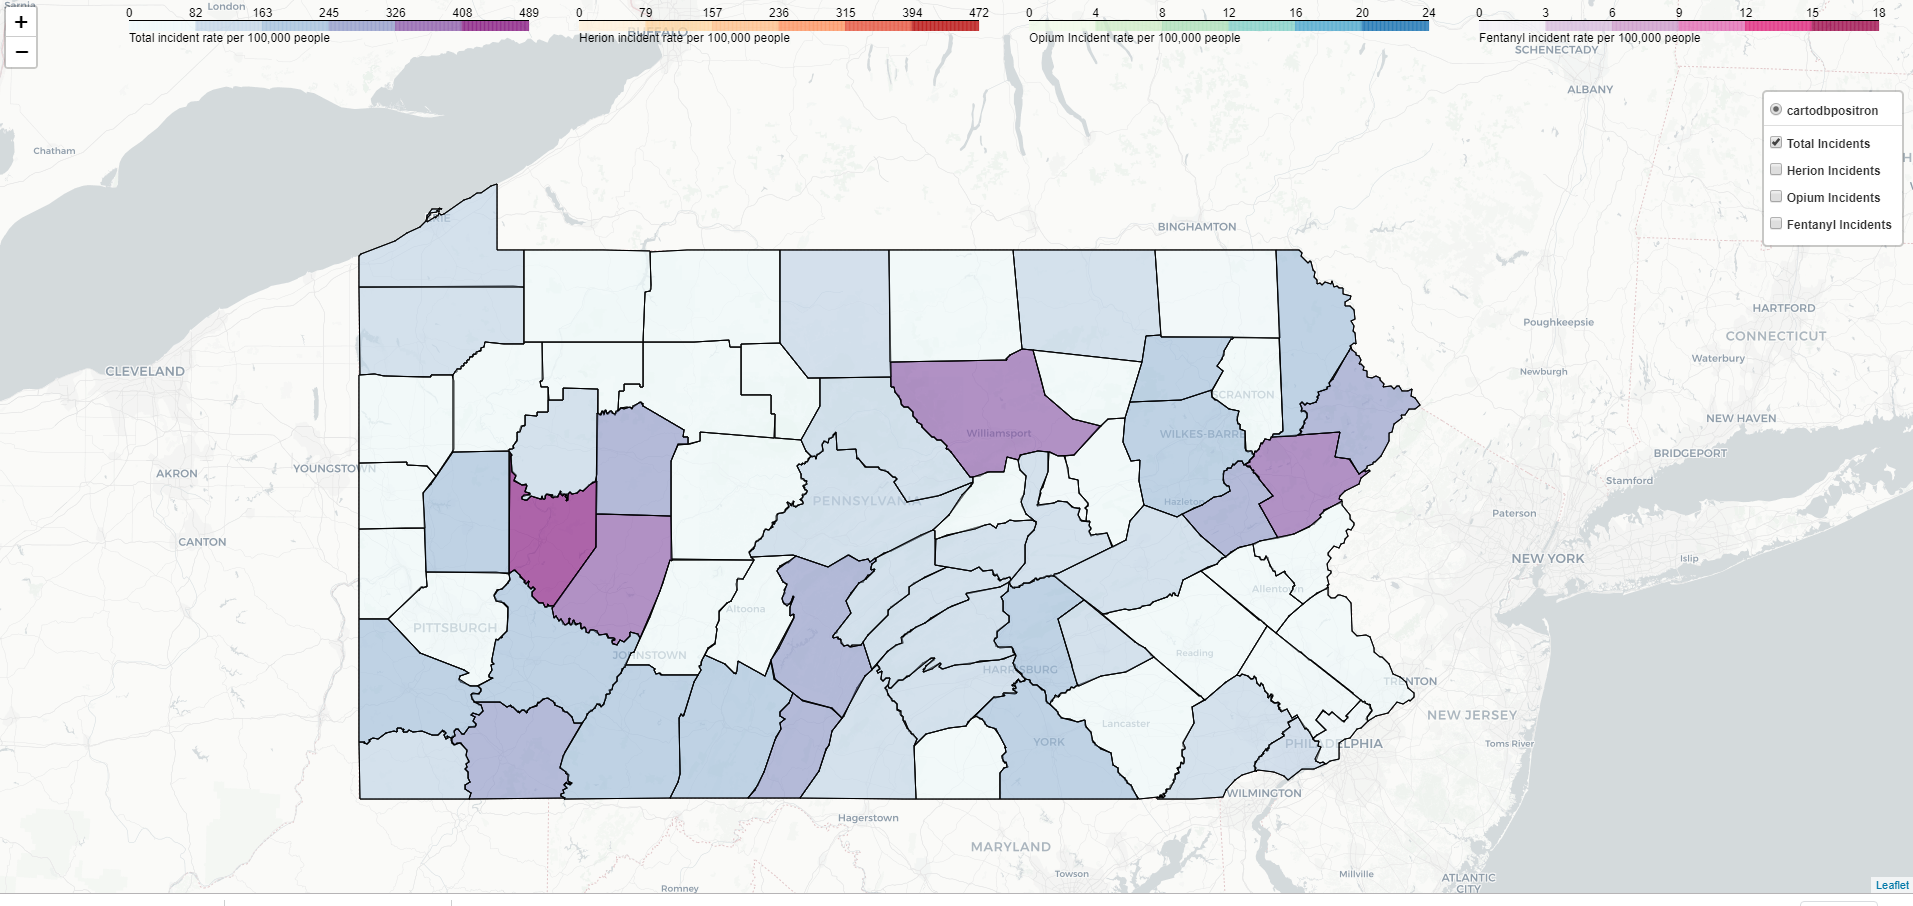 Sarnia
London
+
−
0 82 163 245 326 408 489
Total incident rate per 100,000 people
0 79 157 236 315 394 472
Herion incident rate per 100,000 people
0 4 8 12 16 20 24
Opium Incident rate per 100,000 people
0 3 6 9 12 15 18
Fentanyl incident rate per 100,000 people
BUFFALO
SCHENECTADY
ALBANY
cartodbpositron
Total Incidents
Herion Incidents
Opium Incidents
Fentanyl Incidents
Chatham
BINGHAMTON
HARTFORD
Poughkeepsie
CONNECTICUT
Waterbury
CLEVELAND
Newburgh
SCRANTON
NEW HAVEN
Williamsport
WILKES-BARRE
BRIDGEPORT
YOUNGSTOWN
AKRON
Stamford
PENNSYLVANIA
Hazleton
Paterson
CANTON
NEW YORK
Islip
Allentown
Altoona
PITTSBURGH
JOHNSTOWN
Reading
HARRISBURG
TRENTON
NEW JERSEY
Lancaster
YORK
PHILADELPHIA
Toms River
WILMINGTON
Hagerstown
MARYLAND
Towson
Millville
ATLANTIC
CITY
Romney
Leaflet